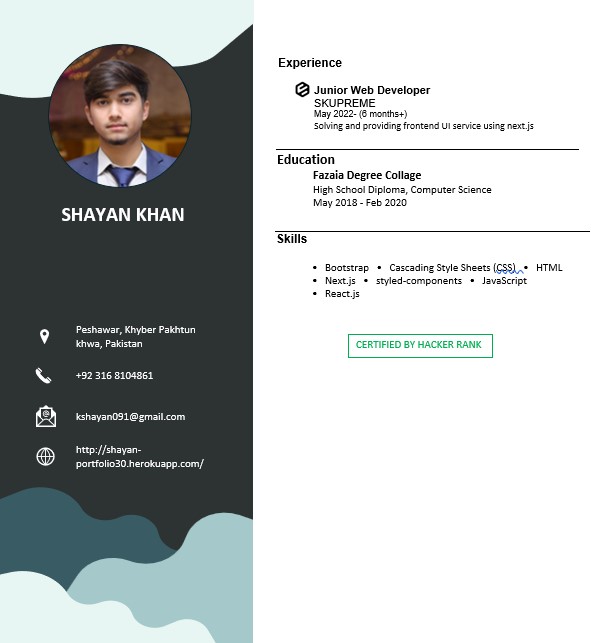 SHAYAN KHAN
Peshawar, Khyber Pakhtun
khwa, Pakistan
+92 316 8104861
kshayan091@gmail.com
http://shayan-
portfolio30.herokuapp.com/
Experience
Junior Web Developer
SKUPREME
May 2022- (6 months+)
Solving and providing frontend UI service using next.js
Education
Fazaia Degree Collage
High School Diploma, Computer Science
May 2018 - Feb 2020
Skills
• Bootstrap • Cascading Style Sheets (CSS) • HTML
• Next.js • styled-components • JavaScript
• React.js
CERTIFIED BY HACKER RANK